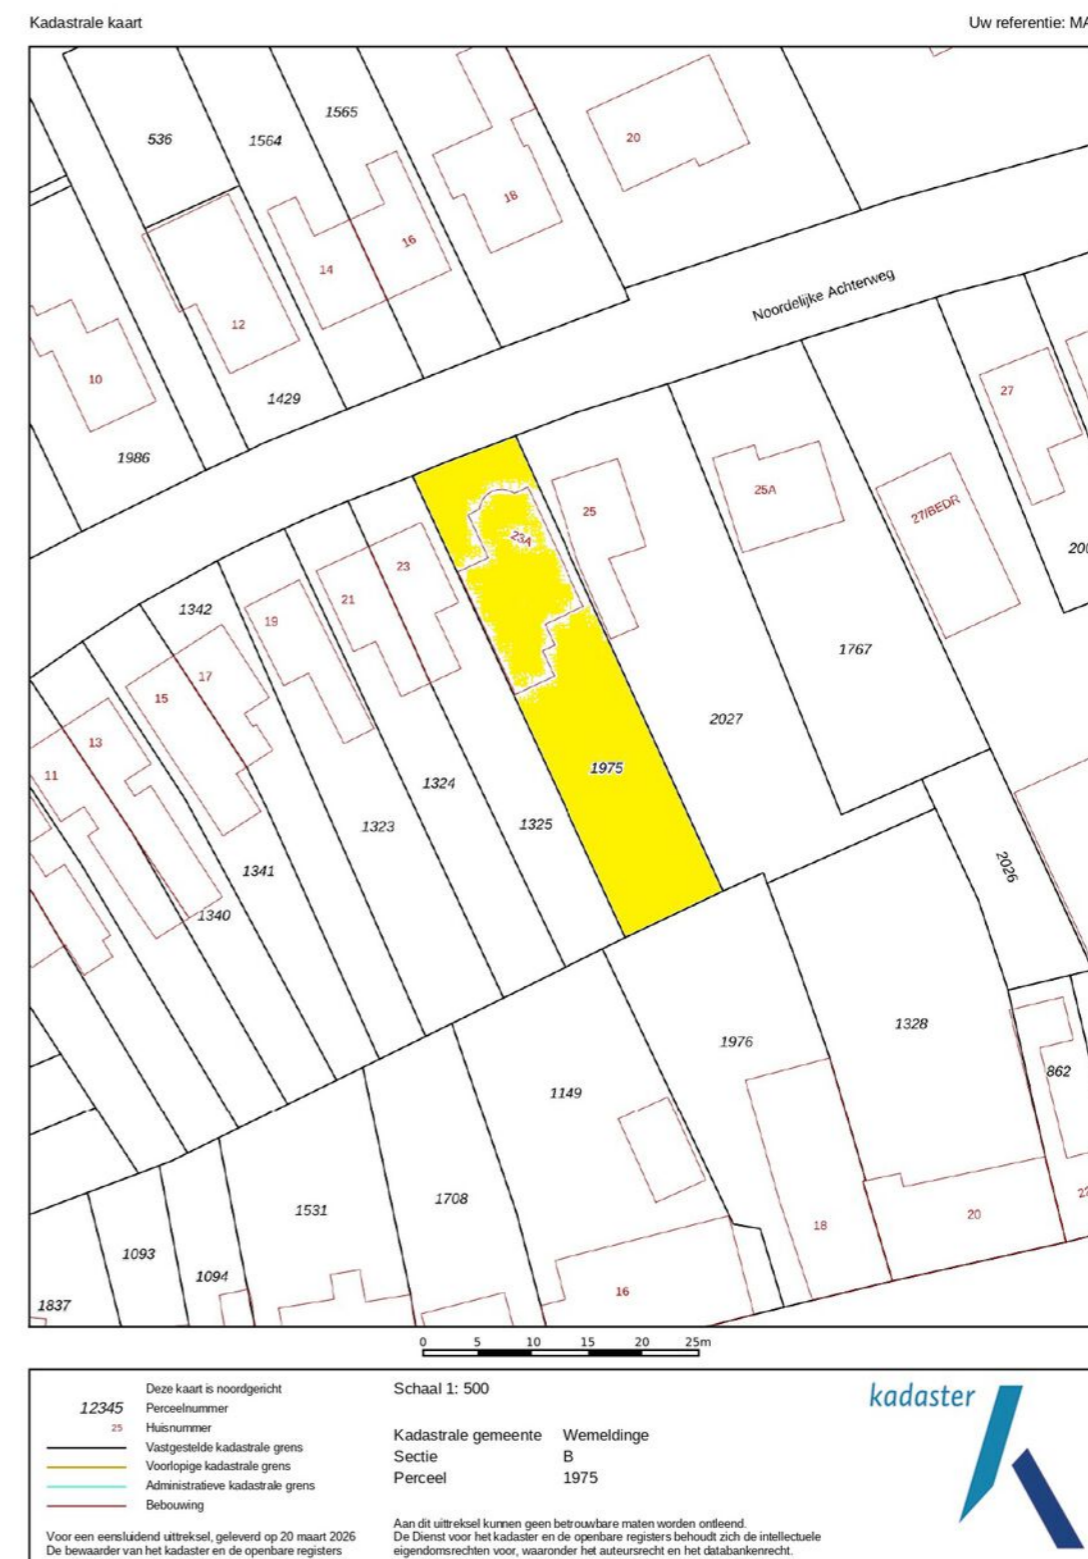 Kadastrale kaart
Uw referentie: MA
1565
536
1564
20
18
16
14
12
Noordelijke Achterweg
10
1429
27
1986
25A
25
27/BEDR
23A
200
23
21
1342
19
1767
17
15
2027
13
1975
11
1324
1325
1323
2026
1341
1340
1328
1976
862
1149
1708
22
1531
20
18
1093
1094
16
1837
0 5 10 15 20 25m
Deze kaart is noordgericht
12345 Perceelnummer
25 Huisnummer
Vastgestelde kadastrale grens
Voorlopige kadastrale grens
Administratieve kadastrale grens
Bebouwing
Voor een eensluidend uittreksel, geleverd op 20 maart 2026
De bewaarder van het kadaster en de openbare registers
Schaal 1: 500
Kadastrale gemeente Wemeldinge
Sectie B
Perceel 1975
Aan dit uittreksel kunnen geen betrouwbare maten worden ontleend.
De Dienst voor het kadaster en de openbare registers behoudt zich de intellectuele
eigendomsrechten voor, waaronder het auteursrecht en het databankenrecht.
kadaster